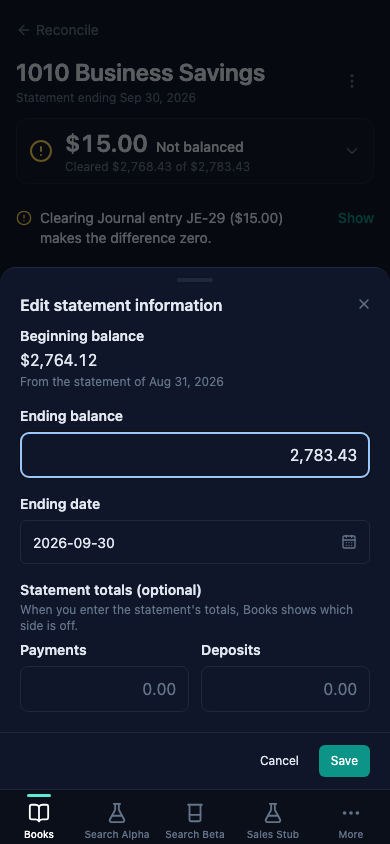 Reconcile
1010 Business Savings
Statement ending Sep 30, 2026
$15.00 Not balanced
Cleared $2,768.43 of $2,783.43
Clearing Journal entry JE-29 ($15.00)
makes the difference zero.
Show
Edit statement information
Beginning balance
$2,764.12
From the statement of Aug 31, 2026
Ending balance
2,783.43
Ending date
2026-09-30
Statement totals (optional)
When you enter the statement's totals, Books shows which
side is off.
Payments Deposits
0.00 0.00
Cancel Save
Books Search Alpha Search Beta Sales Stub More